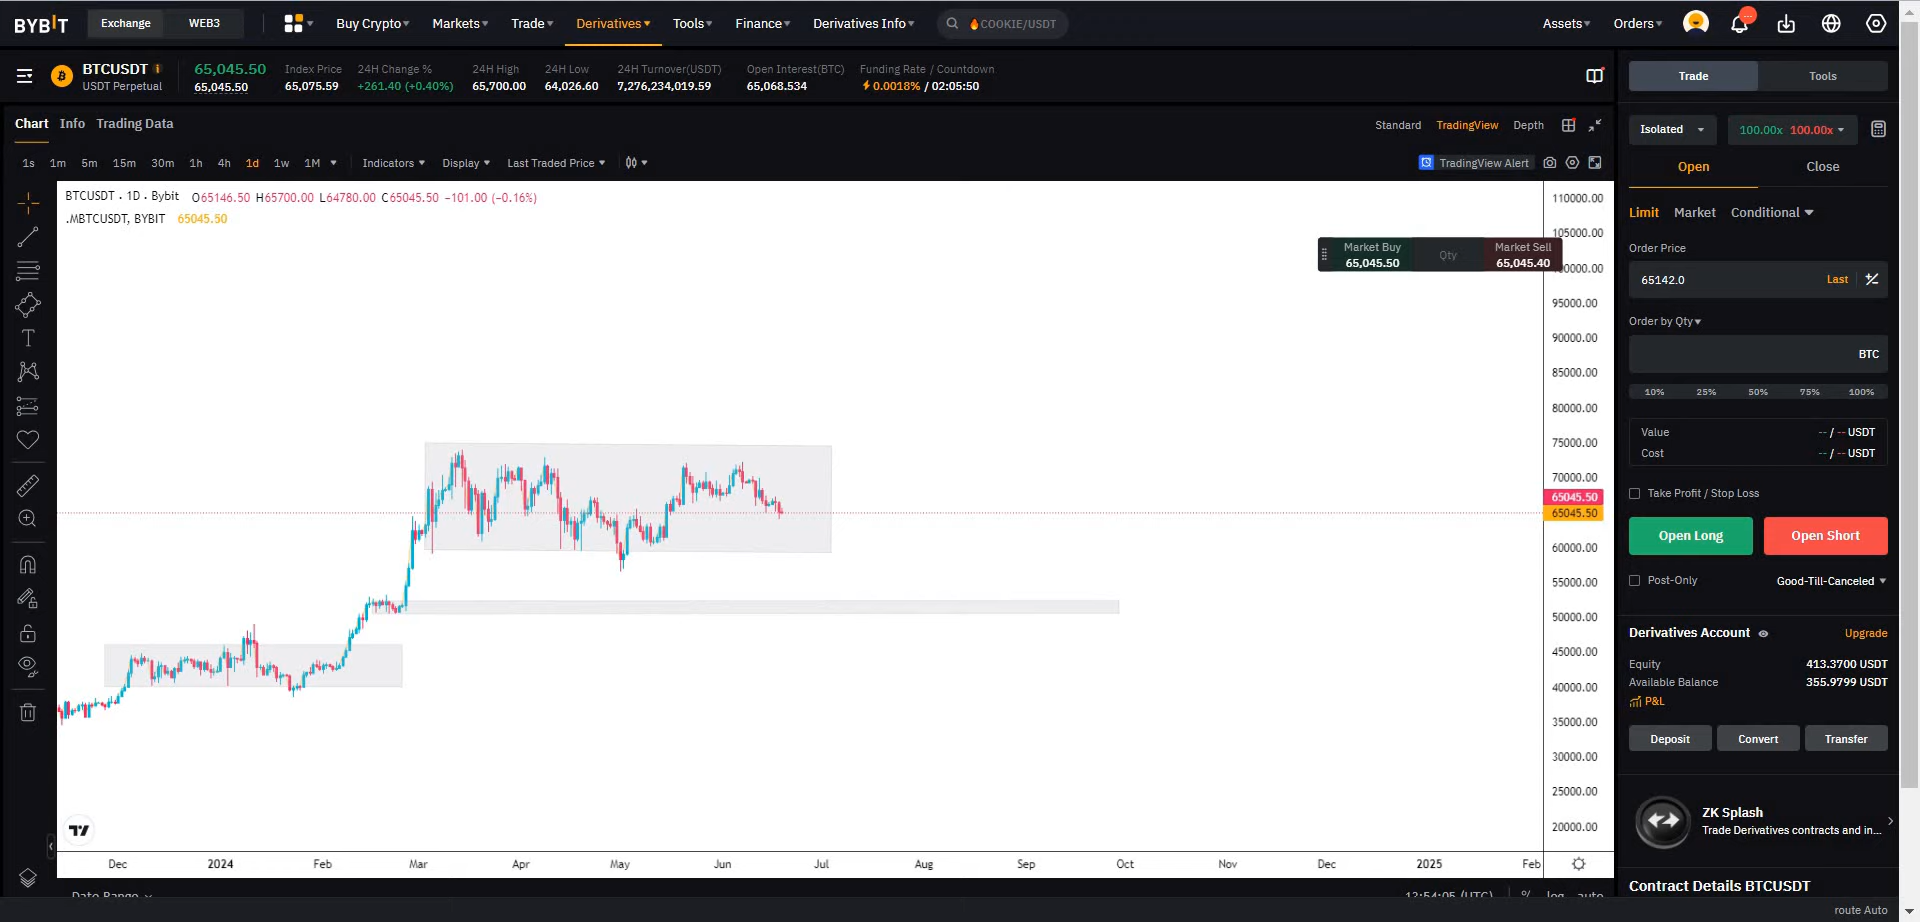 BYBIT Exchange WEB3 Buy Crypto Markets Trade Derivatives Tools Finance Derivatives Info COOKIE/USDT Assets Orders
BTCUSDT 65,045.50 Index Price 24H Change % 24H High 24H Low 24H Turnover(USDT) Open Interest(BTC) Funding Rate / Countdown
USDT Perpetual 65,045.50 65,075.59 +261.40 (+0.40%) 65,700.00 64,026.60 7,276,234,019.59 65,068.534 0.0018% / 02:05:50
Trade Tools
Chart Info Trading Data Standard TradingView Depth
Isolated 100.00x 100.00x
1s 1m 5m 15m 30m 1h 4h 1d 1w 1M Indicators Display Last Traded Price TradingView Alert
Open Close
BTCUSDT . 1D . Bybit O65146.50 H65700.00 L64780.00 C65045.50 −101.00 (−0.16%)
.MBTCUSDT, BYBIT 65045.50
Market Buy Qty Market Sell
65,045.50 65,045.40
110000.00
105000.00
100000.00
95000.00
90000.00
85000.00
80000.00
75000.00
70000.00
65045.50
65045.50
60000.00
55000.00
50000.00
45000.00
40000.00
35000.00
30000.00
25000.00
20000.00
Dec 2024 Feb Mar Apr May Jun Jul Aug Sep Oct Nov Dec 2025 Feb
Date Range 12:54:05 (UTC) % log auto
Limit Market Conditional
Order Price
65142.0 Last
Order by Qty
BTC
10% 25% 50% 75% 100%
Value -- / -- USDT
Cost -- / -- USDT
Take Profit / Stop Loss
Open Long Open Short
Post-Only Good-Till-Canceled
Derivatives Account Upgrade
Equity 413.3700 USDT
Available Balance 355.9799 USDT
P&L
Deposit Convert Transfer
ZK Splash
Trade Derivatives contracts and in...
Contract Details BTCUSDT
route Auto